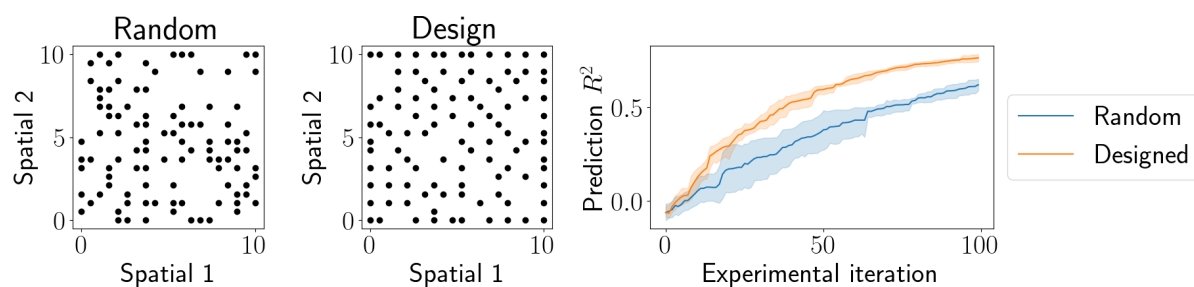 Random
10
5
0
Spatial 2
0
10
Spatial 1
Design
10
5
0
Spatial 2
0
10
Spatial 1
0.5
0.0
Prediction R²
0
50
100
Experimental iteration
Random
Designed